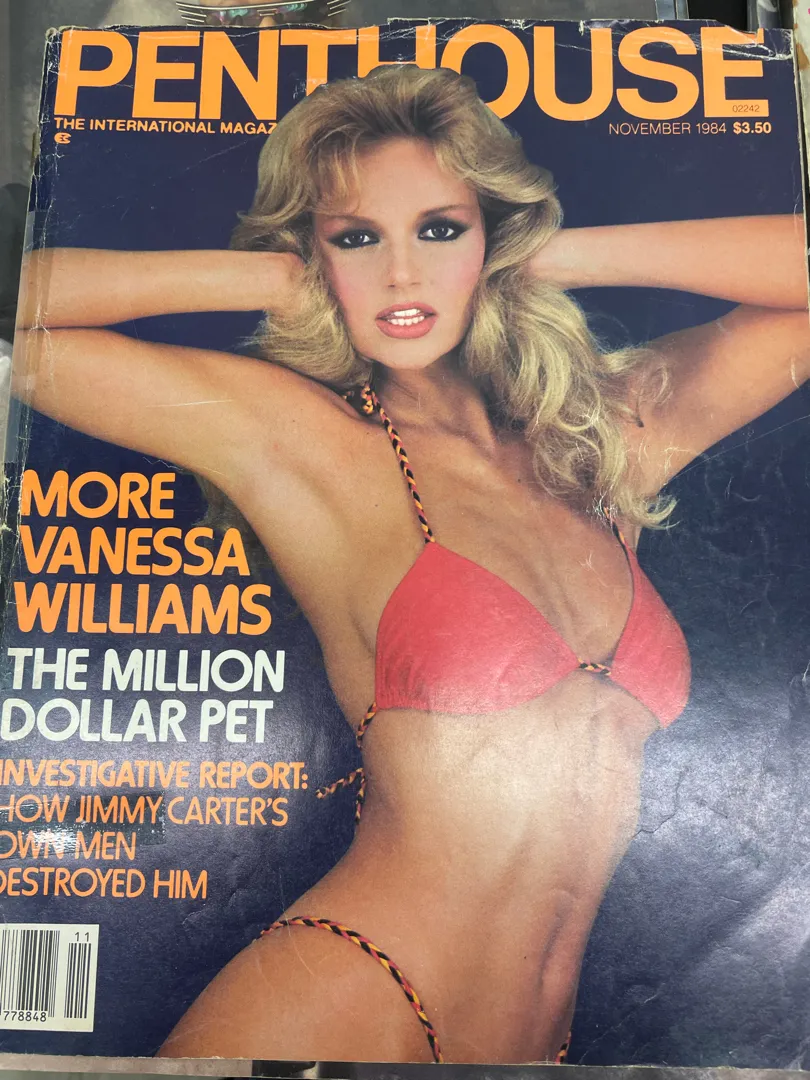 PENTHOUSE
THE INTERNATIONAL MAGAZ
02242
NOVEMBER 1984 $3.50
MORE
VANESSA
WILLIAMS
THE MILLION
DOLLAR PET
INVESTIGATIVE REPORT:
HOW JIMMY CARTER'S
OWN MEN
DESTROYED HIM
11
778848